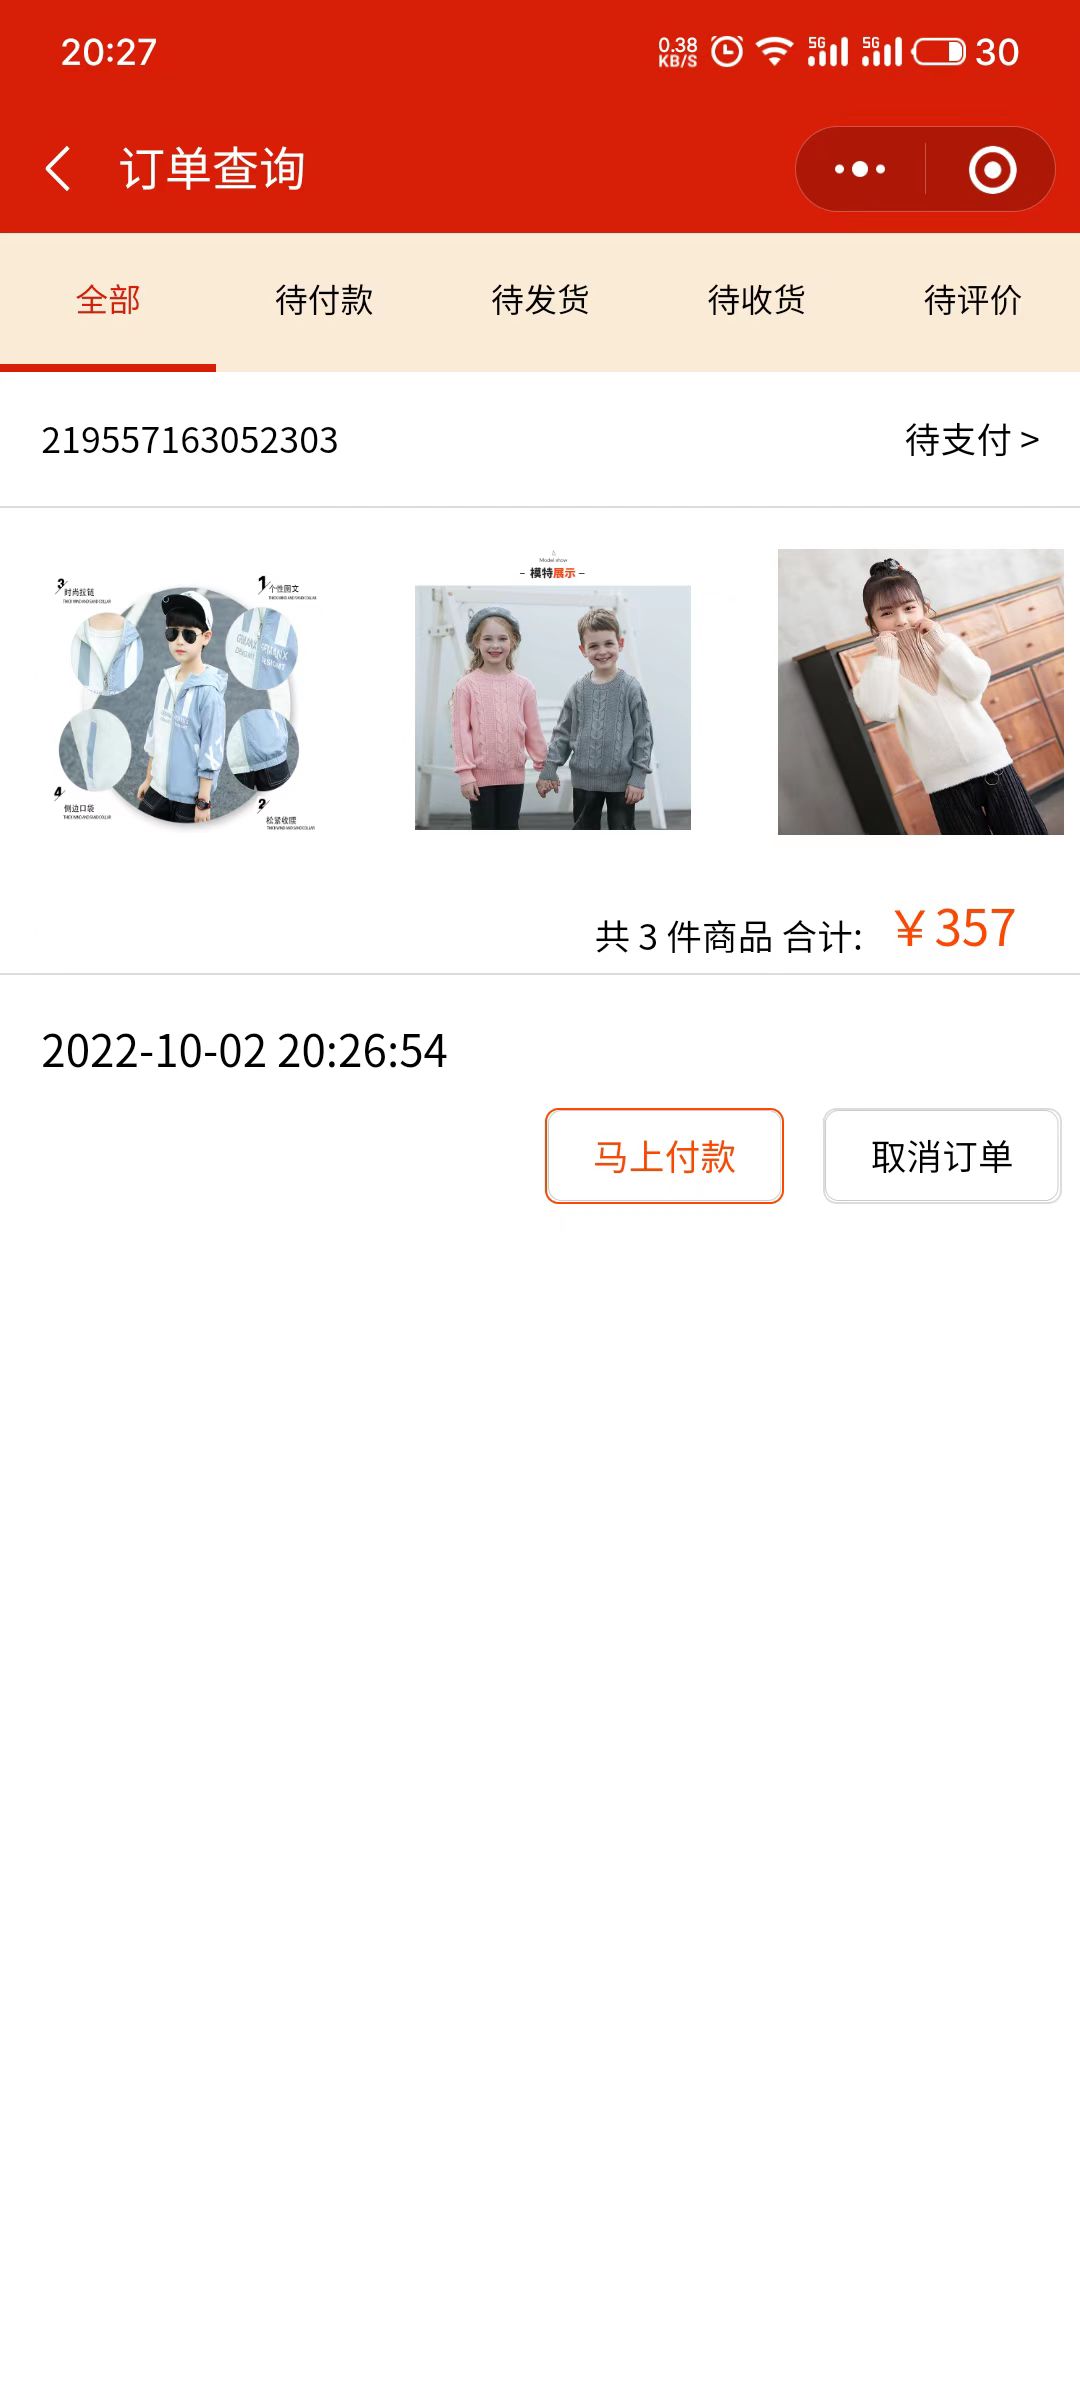 20:27
0.38
KB/S
5G
5G
30
订单查询
全部
待付款
待发货
待收货
待评价
219557163052303
待支付 >
3
时尚拉链
1
个性图文
4
侧边口袋
2
松紧收腰
Model show
– 模特展示 –
共 3 件商品 合计:
￥357
2022-10-02 20:26:54
马上付款
取消订单